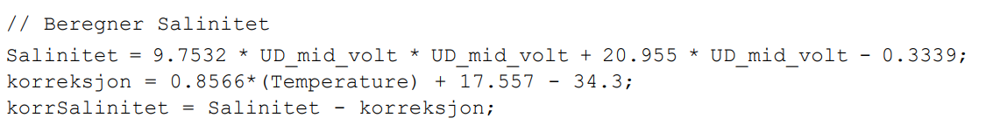 // Beregner Salinitet
Salinitet = 9.7532 * UD_mid_volt * UD_mid_volt + 20.955 * UD_mid_volt - 0.3339;
korreksjon = 0.8566*(Temperature) + 17.557 - 34.3;
korrSalinitet = Salinitet - korreksjon;